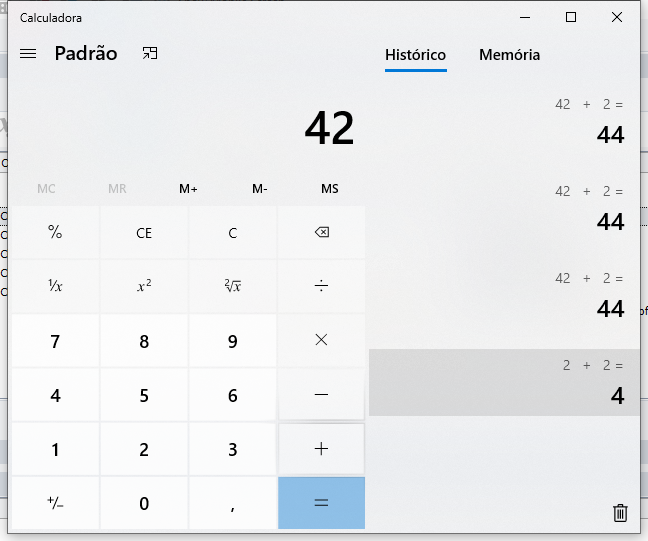 Calculadora
Padrão
Histórico Memória
42
MC MR M+ M- MS
% CE C
¹/x x² ²√x ÷
7 8 9 ×
4 5 6 −
1 2 3 +
+/− 0 , =
42 + 2 =
44
42 + 2 =
44
42 + 2 =
44
2 + 2 =
4
of